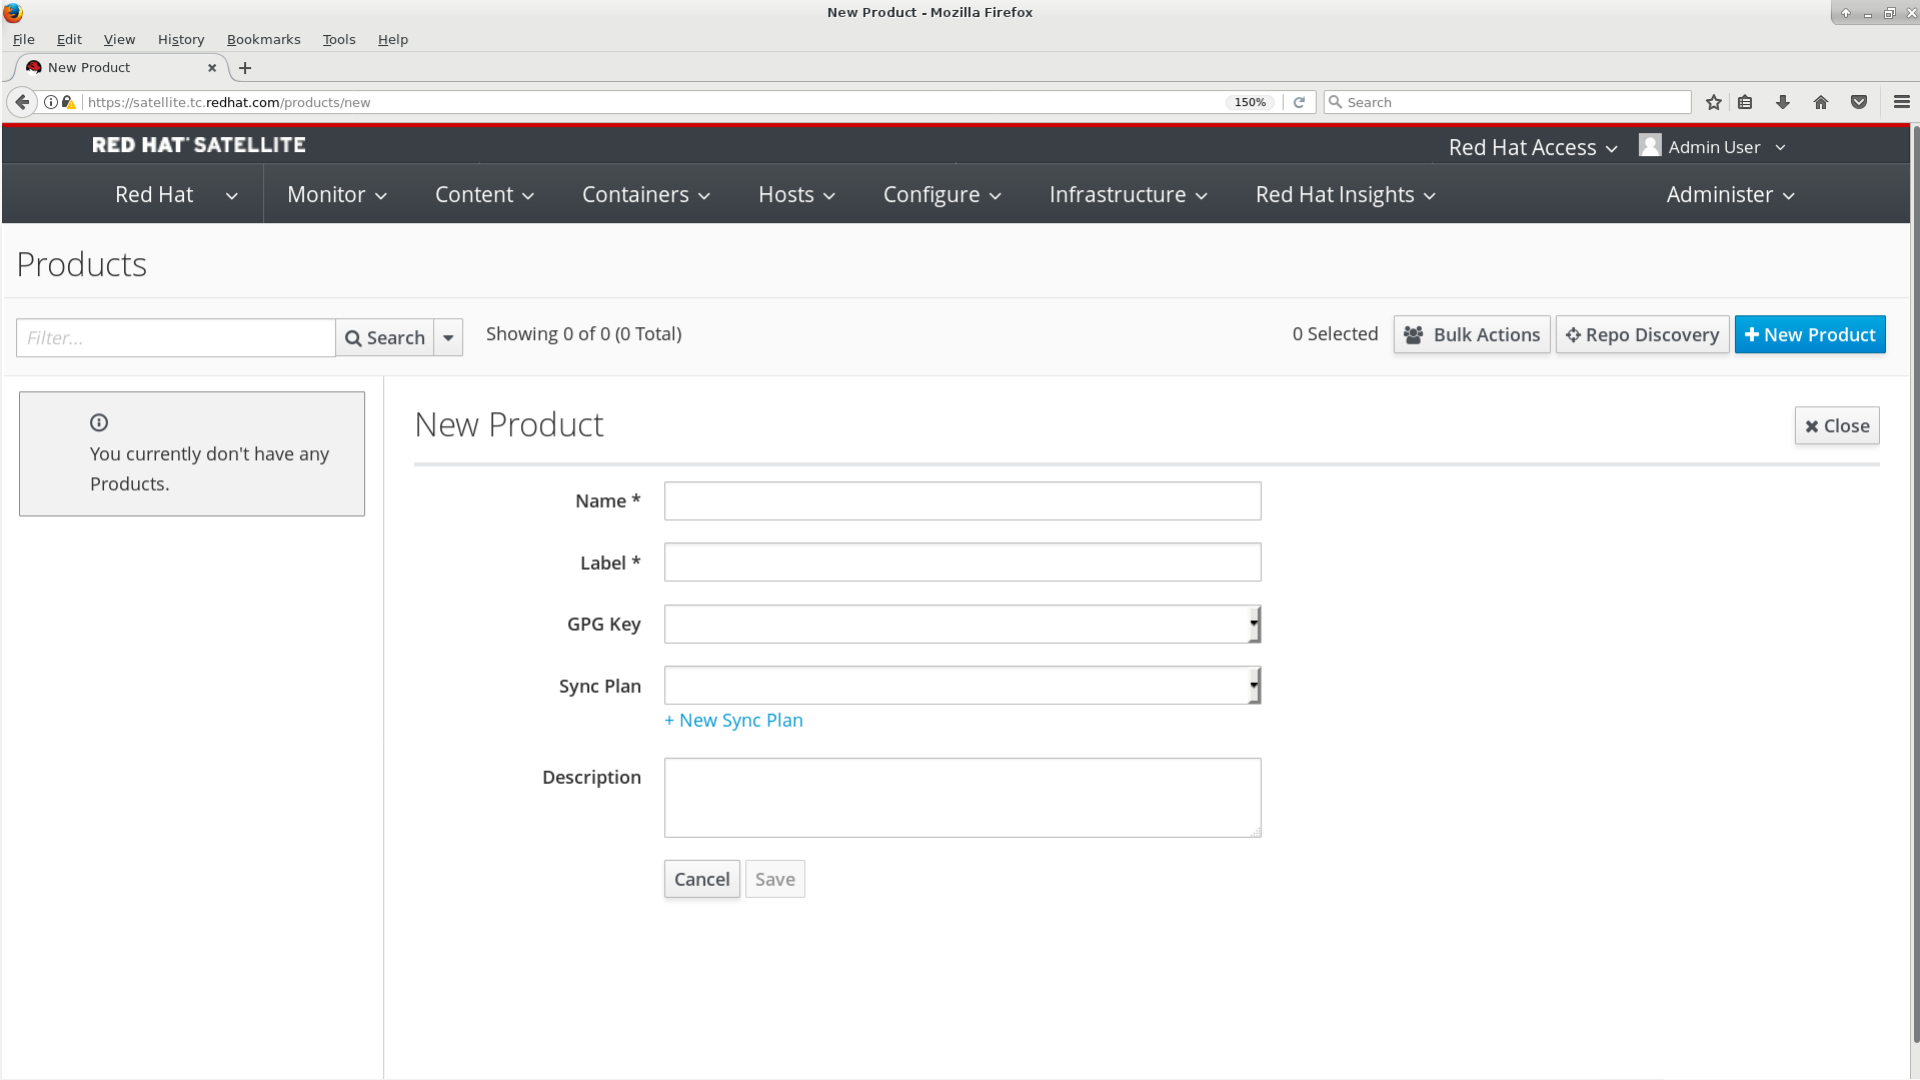 New Product - Mozilla Firefox
File Edit View History Bookmarks Tools Help
New Product
https://satellite.tc.redhat.com/products/new 150% Search
RED HAT SATELLITE Red Hat Access Admin User
Red Hat Monitor Content Containers Hosts Configure Infrastructure Red Hat Insights Administer
Products
Filter... Search Showing 0 of 0 (0 Total) 0 Selected Bulk Actions Repo Discovery New Product
You currently don't have any
Products.
New Product Close
Name *
Label *
GPG Key
Sync Plan
+ New Sync Plan
Description
Cancel Save